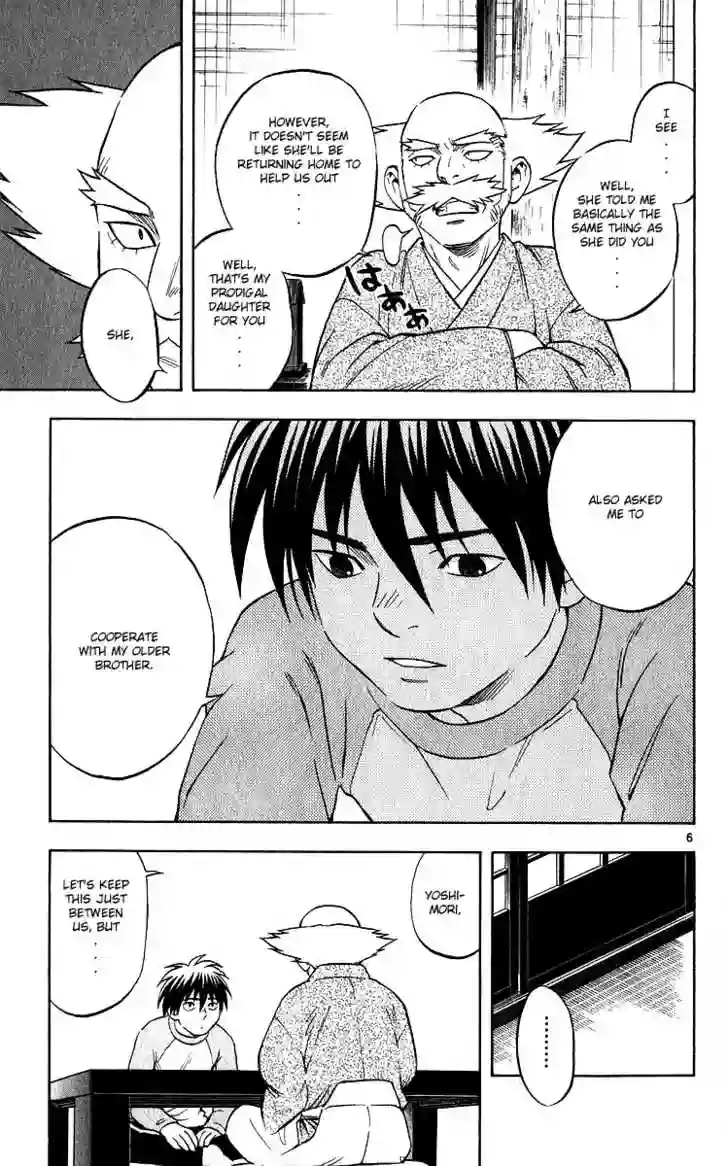 I
SEE
. . . .
WELL,
SHE TOLD ME
BASICALLY THE
SAME THING AS
SHE DID YOU
. . . .
HOWEVER,
IT DOESN'T SEEM
LIKE SHE'LL BE
RETURNING HOME TO
HELP US OUT
. . .
WELL,
THAT'S MY
PRODIGAL
DAUGHTER
FOR YOU
. . . .
はあぁ
SHE,
ALSO ASKED
ME TO
COOPERATE
WITH MY OLDER
BROTHER.
6
........
YOSHI-
MORI,
LET'S KEEP
THIS JUST
BETWEEN
US, BUT
. . . .